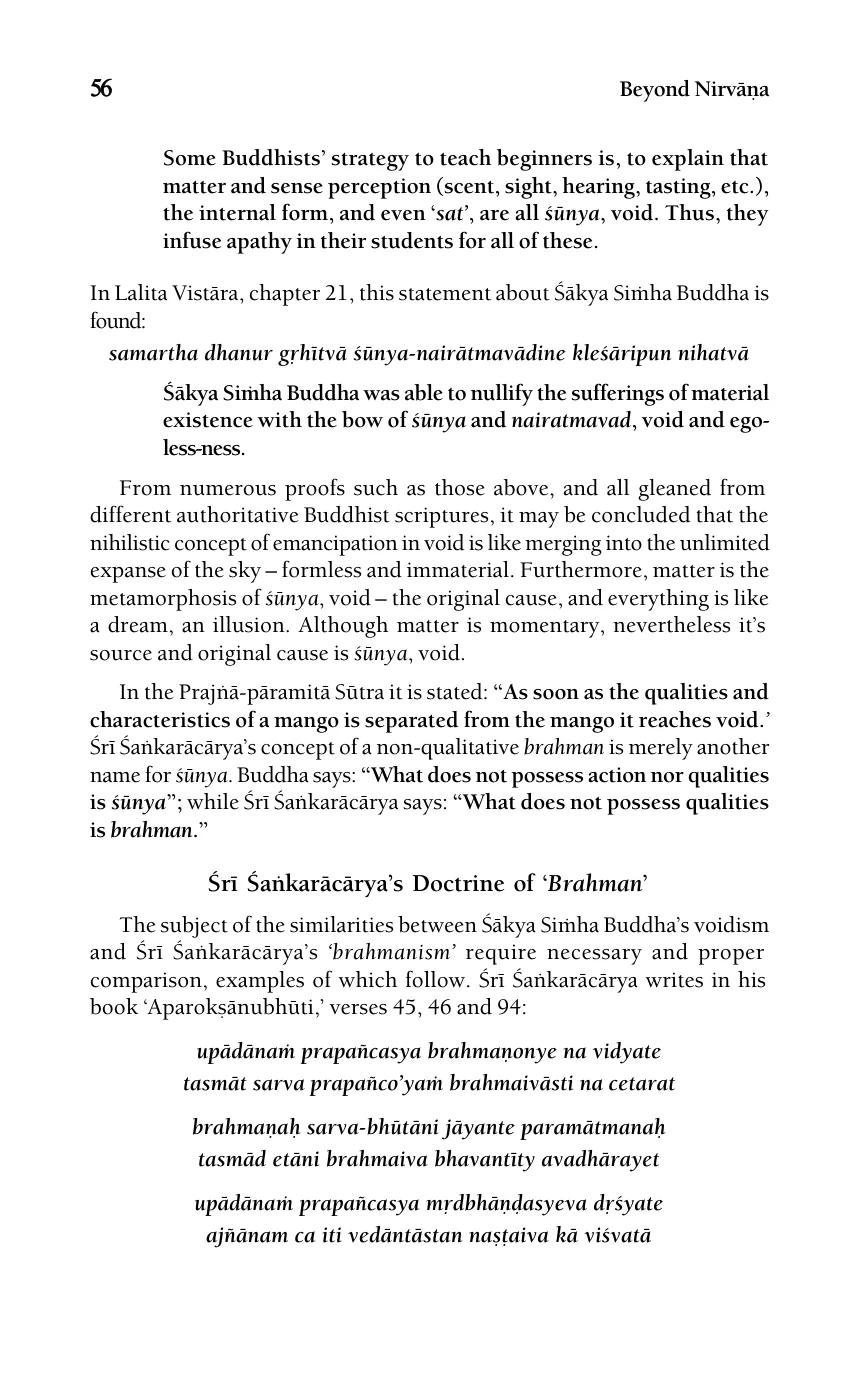 56 Beyond Nirvāṇa
Some Buddhists’ strategy to teach beginners is, to explain that
matter and sense perception (scent, sight, hearing, tasting, etc.),
the internal form, and even ‘sat’, are all śūnya, void. Thus, they
infuse apathy in their students for all of these.
In Lalita Vistāra, chapter 21, this statement about Śākya Siṁha Buddha is
found:
samartha dhanur gṛhītvā śūnya-nairātmavādine kleśāripun nihatvā
Śākya Siṁha Buddha was able to nullify the sufferings of material
existence with the bow of śūnya and nairatmavad, void and ego-
less-ness.
From numerous proofs such as those above, and all gleaned from
different authoritative Buddhist scriptures, it may be concluded that the
nihilistic concept of emancipation in void is like merging into the unlimited
expanse of the sky – formless and immaterial. Furthermore, matter is the
metamorphosis of śūnya, void – the original cause, and everything is like
a dream, an illusion. Although matter is momentary, nevertheless it’s
source and original cause is śūnya, void.
In the Prajṅā-pāramitā Sūtra it is stated: “As soon as the qualities and
characteristics of a mango is separated from the mango it reaches void.’
Śrī Śaṅkarācārya’s concept of a non-qualitative brahman is merely another
name for śūnya. Buddha says: “What does not possess action nor qualities
is śūnya”; while Śrī Śaṅkarācārya says: “What does not possess qualities
is brahman.”
Śrī Śaṅkarācārya’s Doctrine of ‘Brahman’
The subject of the similarities between Śākya Siṁha Buddha’s voidism
and Śrī Śaṅkarācārya’s ‘brahmanism’ require necessary and proper
comparison, examples of which follow. Śrī Śaṅkarācārya writes in his
book ‘Aparokṣānubhūti,’ verses 45, 46 and 94:
upādānaṁ prapañcasya brahmaṇonye na vidyate
tasmāt sarva prapañco’yaṁ brahmaivāsti na cetarat
brahmaṇaḥ sarva-bhūtāni jāyante paramātmanaḥ
tasmād etāni brahmaiva bhavantīty avadhārayet
upādānaṁ prapañcasya mṛdbhāṇḍasyeva dṛśyate
ajñānam ca iti vedāntāstan naṣṭaiva kā viśvatā